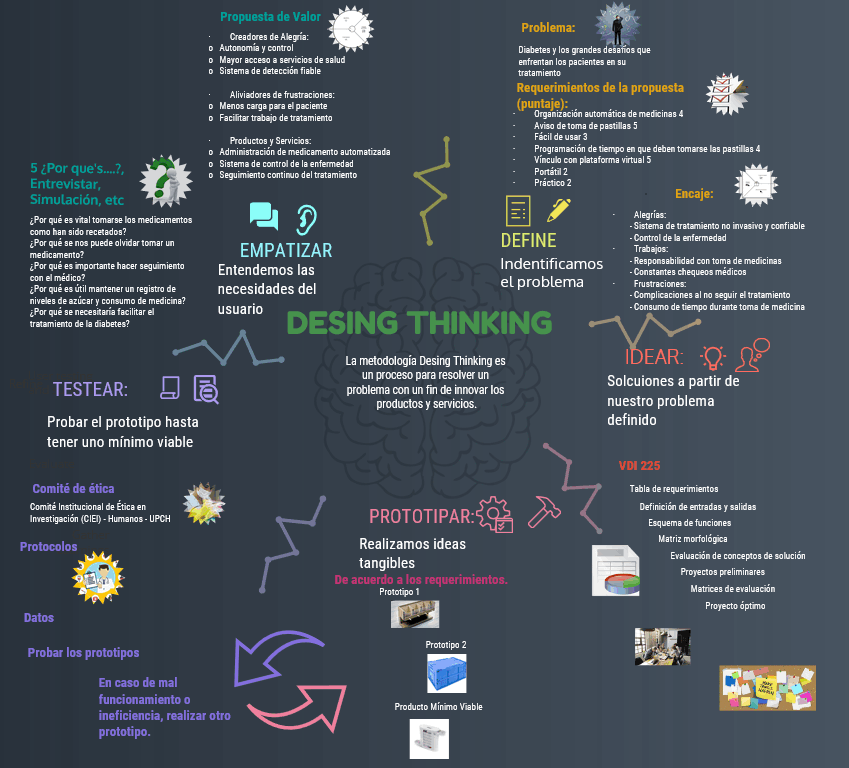 Propuesta de Valor
· Creadores de Alegría:
o Autonomía y control
o Mayor acceso a servicios de salud
o Sistema de detección fiable
· Aliviadores de frustraciones:
o Menos carga para el paciente
o Facilitar trabajo de tratamiento
· Productos y Servicios:
o Administración de medicamento automatizada
o Sistema de control de la enfermedad
o Seguimiento continuo del tratamiento
5 ¿Por que's....?,
Entrevistar,
Simulación, etc
¿Por qué es vital tomarse los medicamentos
como han sido recetados?
¿Por qué se nos puede olvidar tomar un
medicamento?
¿Por qué es importante hacer seguimiento
con el médico?
¿Por qué es útil mantener un registro de
niveles de azúcar y consumo de medicina?
¿Por qué se necesitaría facilitar el
tratamiento de la diabetes?
EMPATIZAR
Entendemos las
necesidades del
usuario
Problema:
Diabetes y los grandes desafíos que
enfrentan los pacientes en su
tratamiento
Requerimientos de la propuesta
(puntaje):
· Organización automática de medicinas 4
· Aviso de toma de pastillas 5
· Fácil de usar 3
· Programación de tiempo en que deben tomarse las pastillas 4
· Vínculo con plataforma virtual 5
· Portátil 2
· Práctico 2
DEFINE
Indentificamos
el problema
Encaje:
· Alegrías:
- Sistema de tratamiento no invasivo y confiable
- Control de la enfermedad
· Trabajos:
- Responsabilidad con toma de medicinas
- Constantes chequeos médicos
· Frustraciones:
- Complicaciones al no seguir el tratamiento
- Consumo de tiempo durante toma de medicina
DESING THINKING
La metodología Desing Thinking es
un proceso para resolver un
problema con un fin de innovar los
productos y servicios.
IDEAR:
Solcuiones a partir de
nuestro problema
definido
VDI 225
Tabla de requerimientos
Definición de entradas y salidas
Esquema de funciones
Matriz morfológica
Evaluación de conceptos de solución
Proyectos preliminares
Matrices de evaluación
Proyecto óptimo
PROTOTIPAR:
Realizamos ideas
tangibles
De acuerdo a los requerimientos.
Prototipo 1
Prototipo 2
Producto Mínimo Viable
TESTEAR:
Probar el prototipo hasta
tener uno mínimo viable
Comité de ética
Comité Institucional de Ética en
Investigación (CIEI) - Humanos - UPCH
Protocolos
Datos
Probar los prototipos
En caso de mal
funcionamiento o
ineficiencia, realizar otro
prototipo.